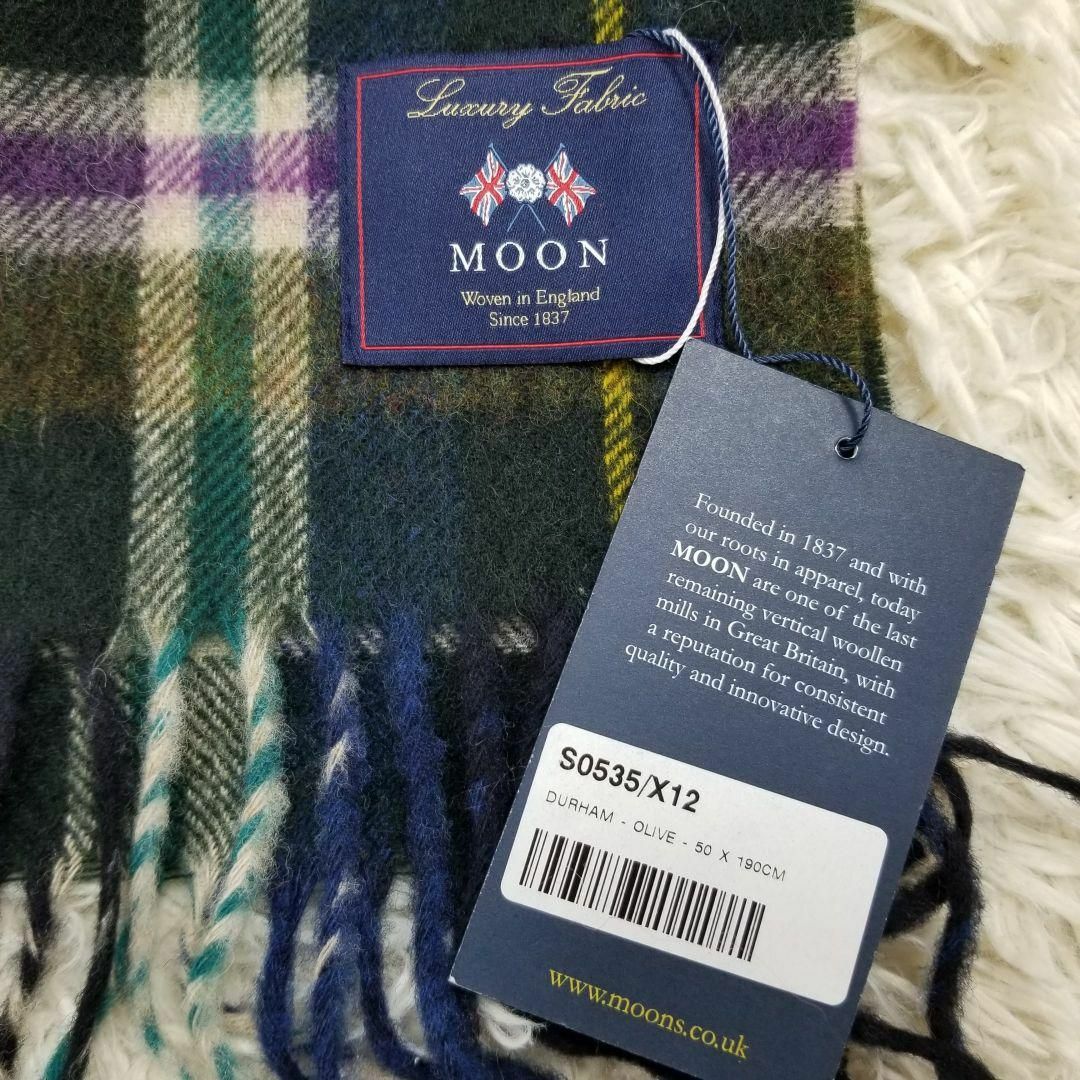 Luxury Fabric
MOON
Woven in England
Since 1837
Founded in 1837 and with
our roots in apparel, today
MOON are one of the last
remaining vertical woollen
mills in Great Britain, with
a reputation for consistent
quality and innovative design.
S0535/X12
DURHAM - OLIVE - 50 X 190CM
www.moons.co.uk